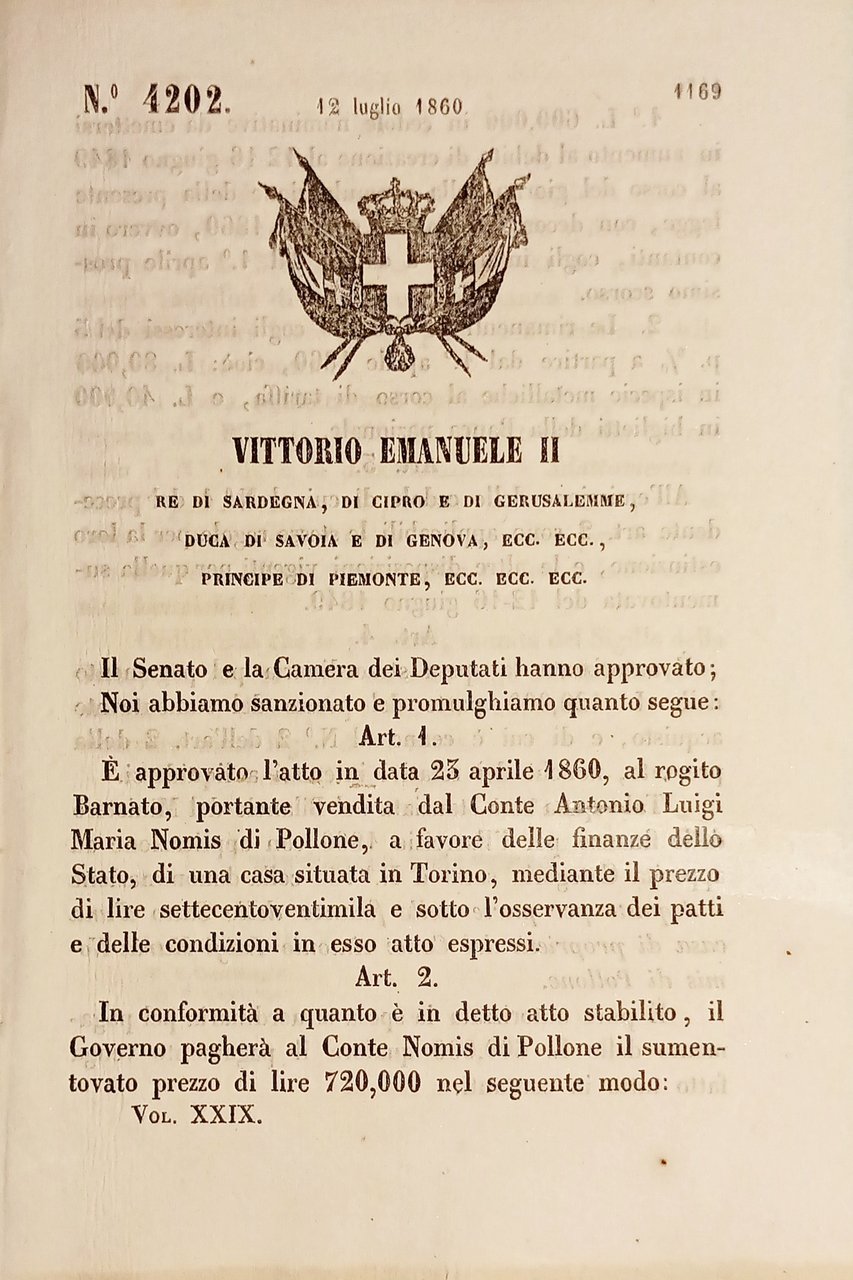 N.º 4202.
12 luglio 1860.
1169
VITTORIO EMANUELE II
RE DI SARDEGNA, DI CIPRO E DI GERUSALEMME,
DUCA DI SAVOIA E DI GENOVA, ECC. ECC.,
PRINCIPE DI PIEMONTE, ECC. ECC. ECC.
Il Senato e la Camera dei Deputati hanno approvato;
Noi abbiamo sanzionato e promulghiamo quanto segue:
Art. 1.
È approvato l'atto in data 23 aprile 1860, al rogito
Barnato, portante vendita dal Conte Antonio Luigi
Maria Nomis di Pollone, a favore delle finanze dello
Stato, di una casa situata in Torino, mediante il prezzo
di lire settecentoventimila e sotto l'osservanza dei patti
e delle condizioni in esso atto espressi.
Art. 2.
In conformità a quanto è in detto atto stabilito, il
Governo pagherà al Conte Nomis di Pollone il sumen-
tovato prezzo di lire 720,000 nel seguente modo:
VOL. XXIX.